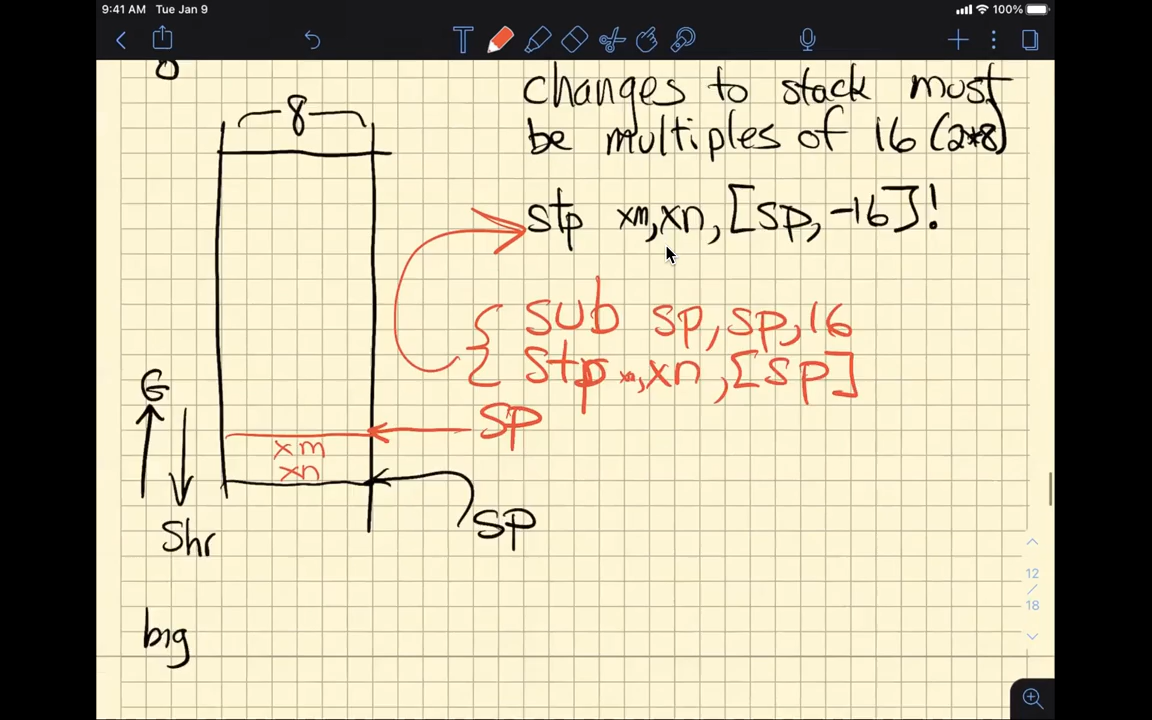 9:41 AM Tue Jan 9
100%
T
0
8
changes to stack must
be multiples of 16 (2*8)
stp xm,xn, [sp, -16]!
{ sub sp, sp, 16
stp xm, xn, [sp]
G
sp
xm
xn
sp
Shr
big
12
/
18